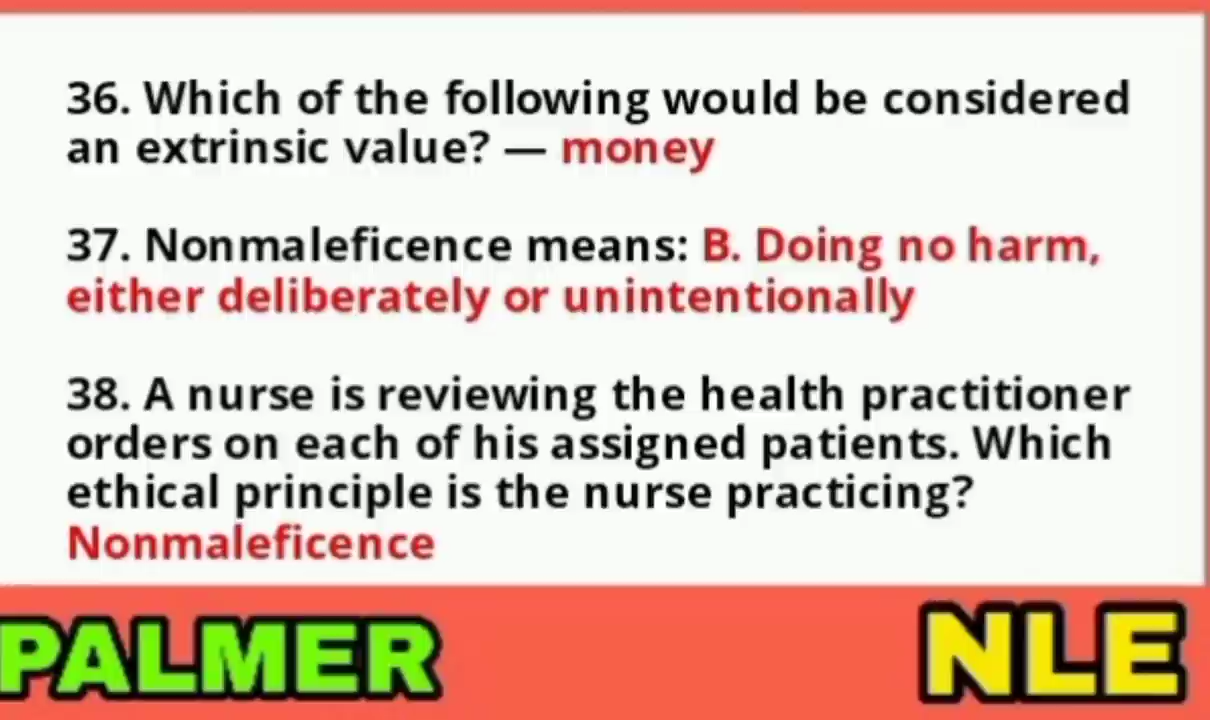 36. Which of the following would be considered
an extrinsic value? — money
37. Nonmaleficence means: B. Doing no harm,
either deliberately or unintentionally
38. A nurse is reviewing the health practitioner
orders on each of his assigned patients. Which
ethical principle is the nurse practicing?
Nonmaleficence
PALMER NLE